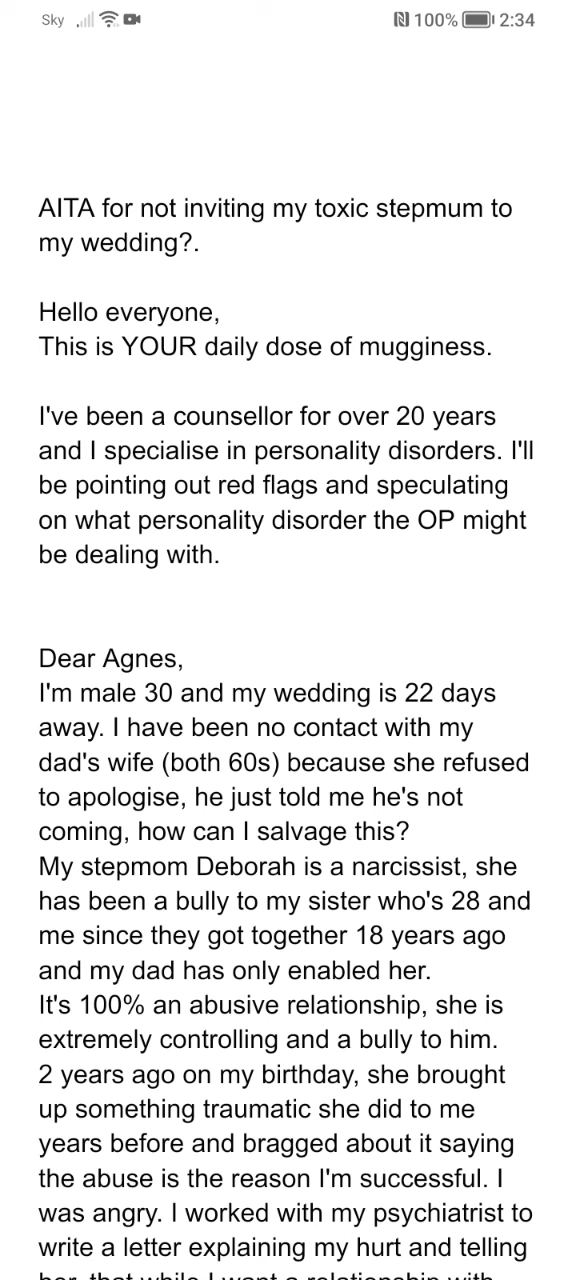 Sky 100% 2:34
AITA for not inviting my toxic stepmum to
my wedding?.
Hello everyone,
This is YOUR daily dose of mugginess.
I've been a counsellor for over 20 years
and I specialise in personality disorders. I'll
be pointing out red flags and speculating
on what personality disorder the OP might
be dealing with.
Dear Agnes,
I'm male 30 and my wedding is 22 days
away. I have been no contact with my
dad's wife (both 60s) because she refused
to apologise, he just told me he's not
coming, how can I salvage this?
My stepmom Deborah is a narcissist, she
has been a bully to my sister who's 28 and
me since they got together 18 years ago
and my dad has only enabled her.
It's 100% an abusive relationship, she is
extremely controlling and a bully to him.
2 years ago on my birthday, she brought
up something traumatic she did to me
years before and bragged about it saying
the abuse is the reason I'm successful. I
was angry. I worked with my psychiatrist to
write a letter explaining my hurt and telling
her, that while I want a relationship with